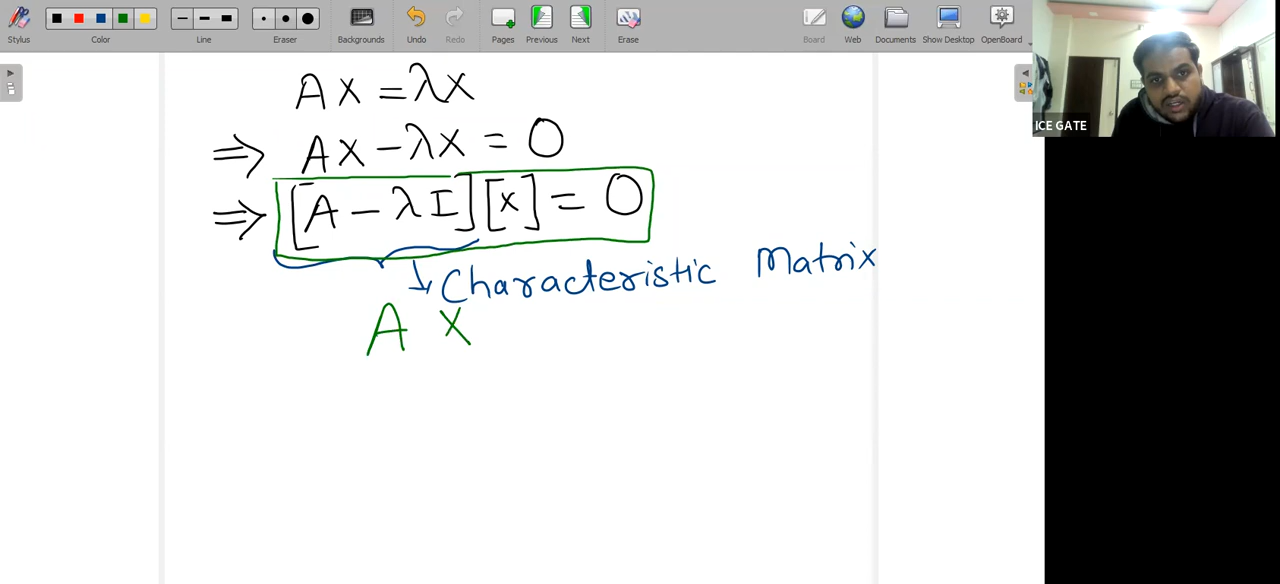 Stylus
Color
Line
Eraser
Backgrounds
Undo
Redo
Pages
Previous
Next
Erase
Board
Web
Documents
Show Desktop
OpenBoard
ICE GATE
AX = λX
⇒ AX - λX = 0
⇒ [A - λI][x] = 0
↳ Characteristic Matrix
A X